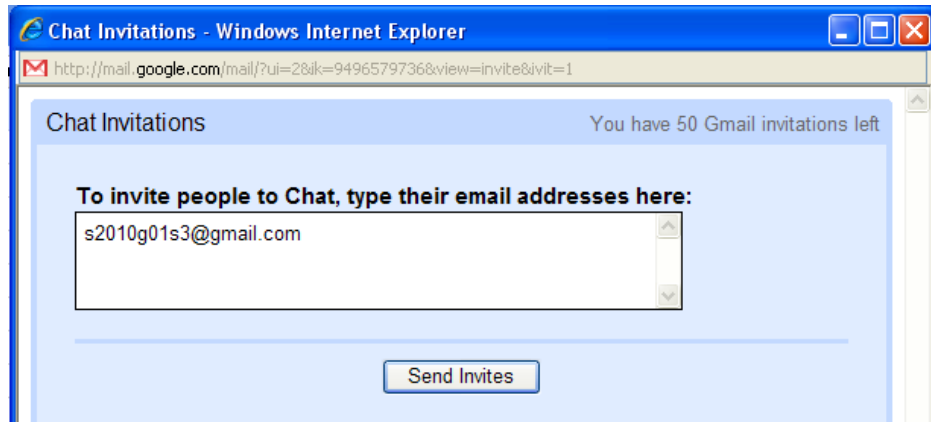 Chat Invitations - Windows Internet Explorer
http://mail.google.com/mail/?ui=2&ik=9496579736&view=invite&ivit=1
Chat Invitations You have 50 Gmail invitations left
To invite people to Chat, type their email addresses here:
s2010g01s3@gmail.com
Send Invites